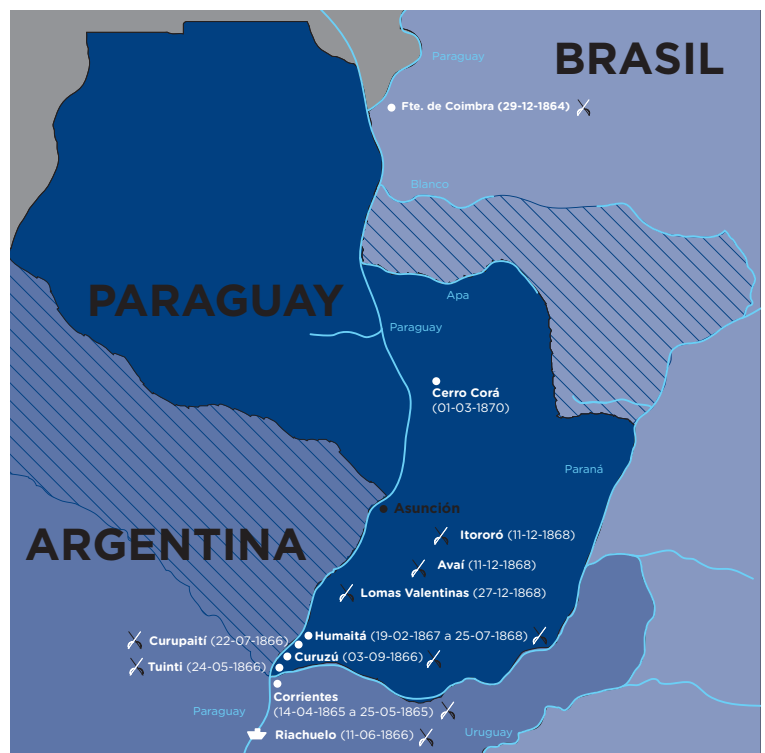 BRASIL
Paraguay
Fte. de Coimbra (29-12-1864)
Blanco
Apa
PARAGUAY
Paraguay
Cerro Corá
(01-03-1870)
Paraná
Asunción
ARGENTINA
Itororó (11-12-1868)
Avaí (11-12-1868)
Lomas Valentinas (27-12-1868)
Humaitá (19-02-1867 a 25-07-1868)
Curupaití (22-07-1866)
Curuzú (03-09-1866)
Tuinti (24-05-1866)
Corrientes
(14-04-1865 a 25-05-1865)
Paraguay
Riachuelo (11-06-1866)
Uruguay